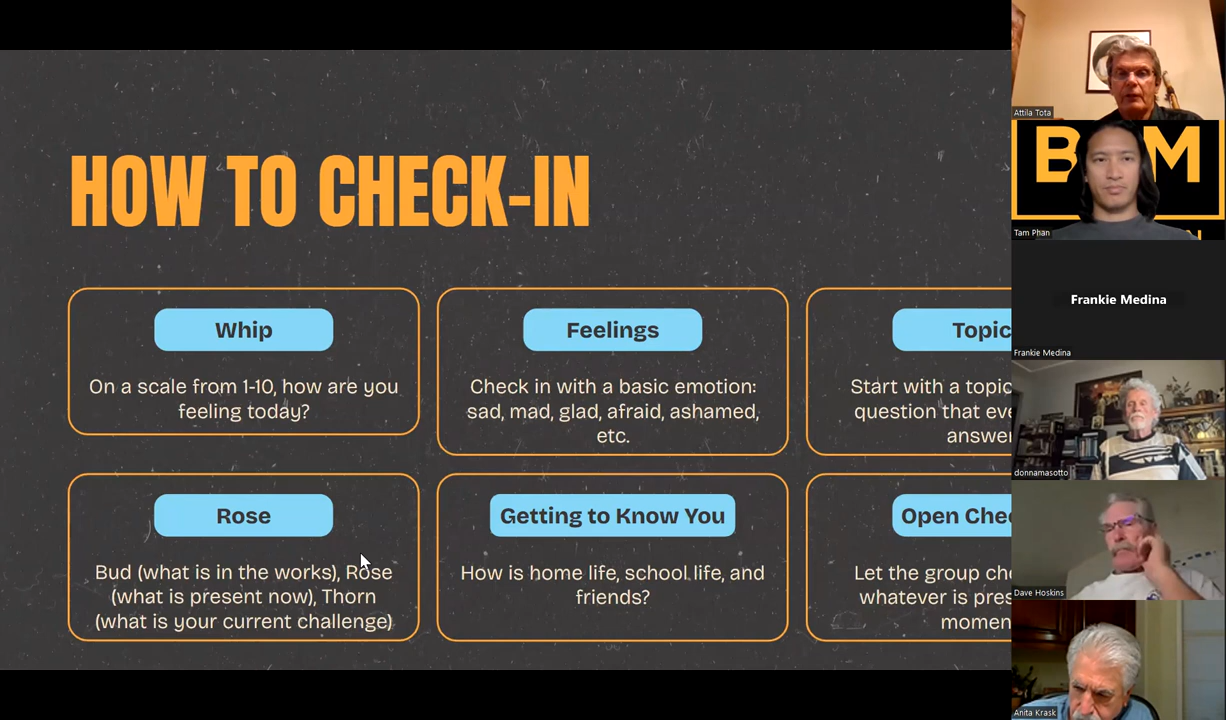 HOW TO CHECK-IN
Whip
On a scale from 1-10, how are you
feeling today?
Feelings
Check in with a basic emotion:
sad, mad, glad, afraid, ashamed,
etc.
Topic
Start with a topic
question that eve
answer
Rose
Bud (what is in the works), Rose
(what is present now), Thorn
(what is your current challenge)
Getting to Know You
How is home life, school life, and
friends?
Open Chec
Let the group che
whatever is pres
momen
Attila Tota
B M
Tam Phan
N
Frankie Medina
Frankie Medina
donnamasotto
Dave Hoskins
Anita Krask